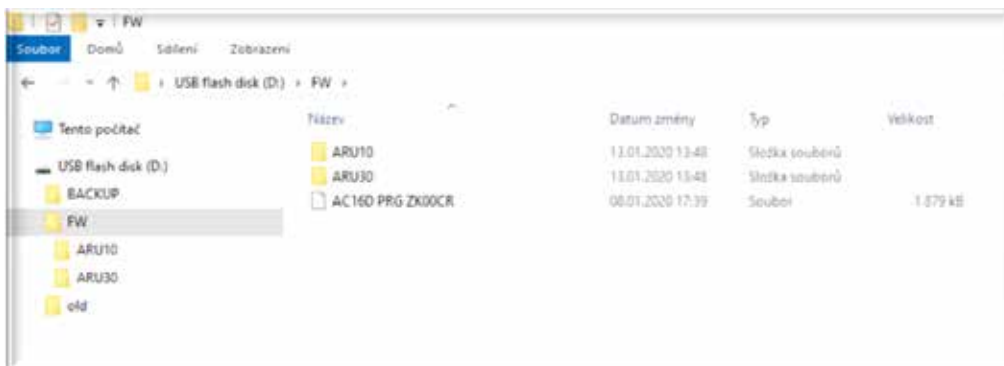 FW
Soubor Domů Sdílení Zobrazení
USB flash disk (D:) › FW ›
Název Datum změny Typ Velikost
Tento počítač
USB flash disk (D:)
BACKUP
FW
ARU10
ARU30
old
ARU10 13.01.2020 13:48 Složka souborů
ARU30 13.01.2020 13:48 Složka souborů
AC16D PRG ZK00CR 08.01.2020 17:39 Soubor 1 879 kB